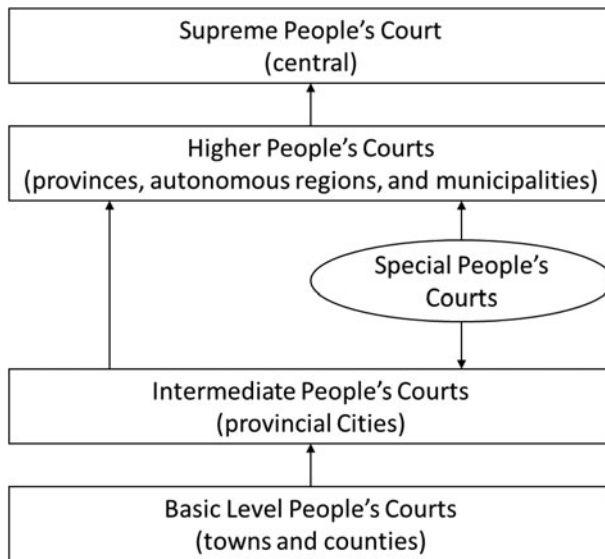 Supreme People’s Court
(central)
Higher People’s Courts
(provinces, autonomous regions, and municipalities)
Special People’s
Courts
Intermediate People’s Courts
(provincial Cities)
Basic Level People’s Courts
(towns and counties)